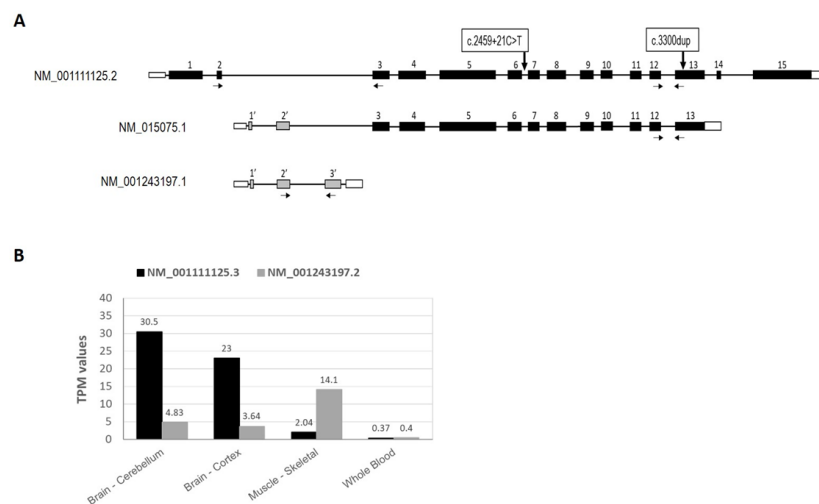 A
c.2459+21C>T
c.3300dup
NM_001111125.2
1 2 3 4 5 6 7 8 9 10 11 12 13 14 15
NM_015075.1
1' 2' 3 4 5 6 7 8 9 10 11 12 13
NM_001243197.1
1' 2' 3'
B
NM_001111125.3 NM_001243197.2
TPM values
40
35
30
25
20
15
10
5
0
30.5 4.83 23 3.64 2.04 14.1 0.37 0.4
Brain - Cerebellum
Brain - Cortex
Muscle - Skeletal
Whole Blood